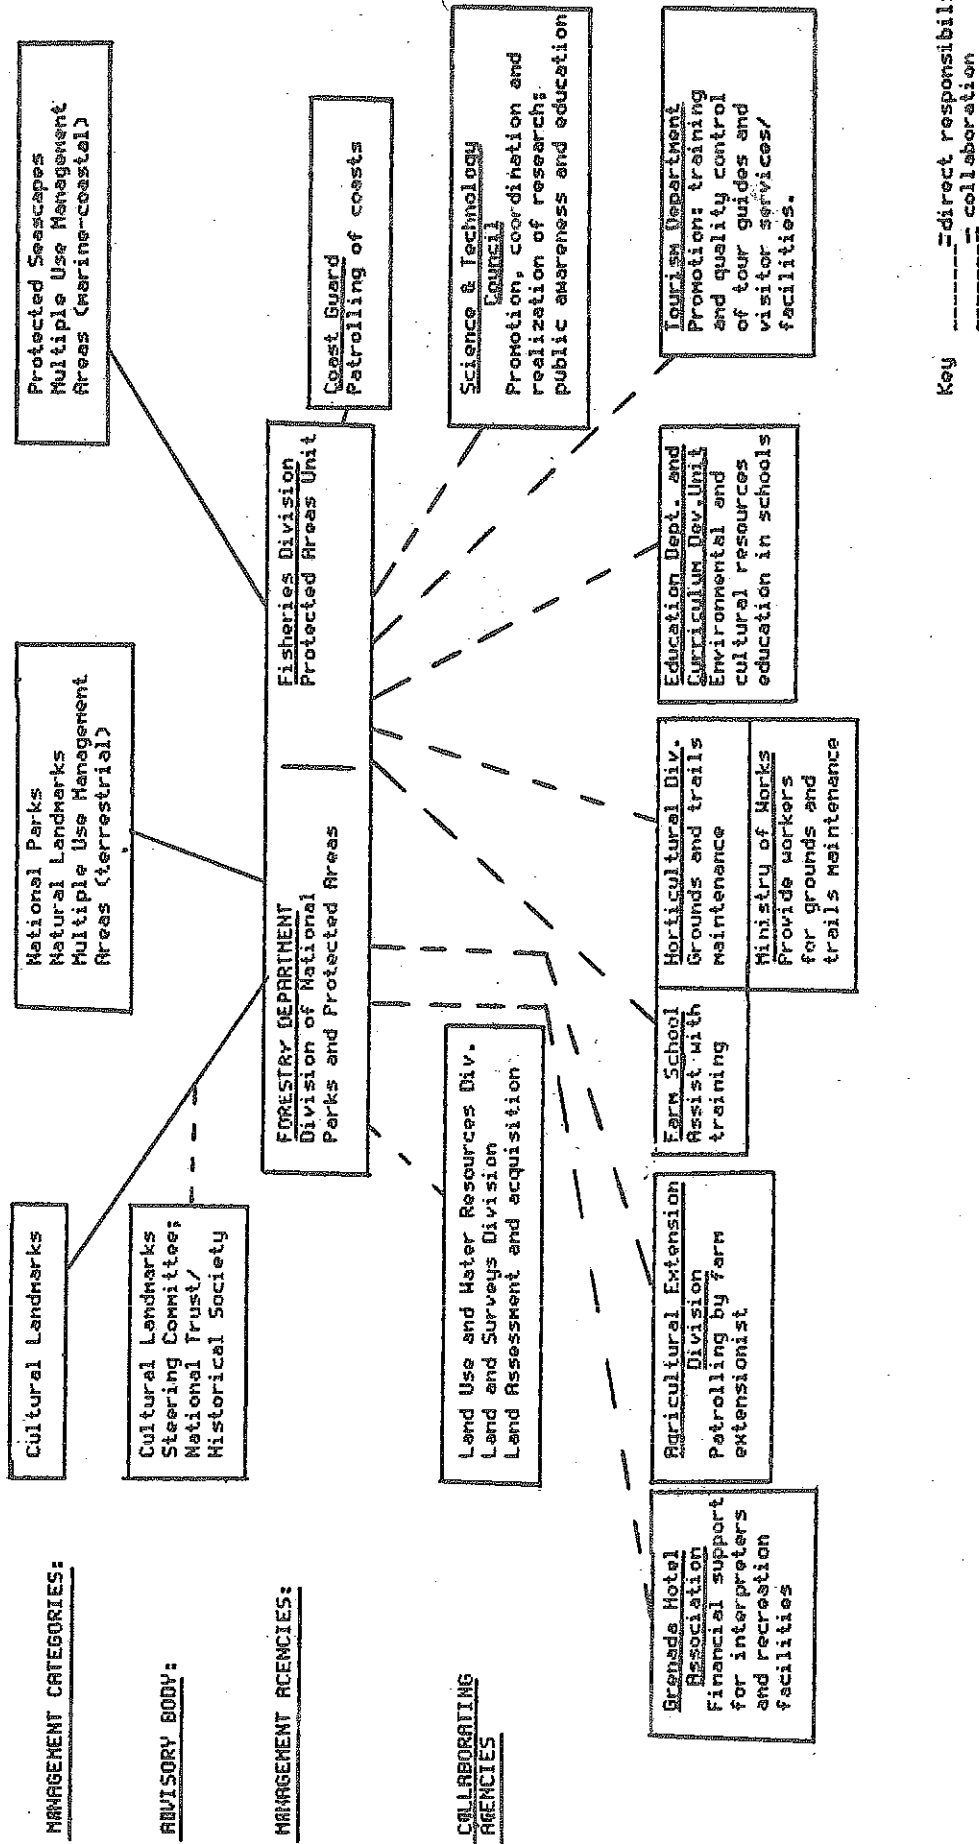 MANAGEMENT CATEGORIES:
Cultural Landmarks
National Parks
Natural Landmarks
Multiple Use Management
Areas (terrestrial)
Protected Seascapes
Multiple Use Management
Areas (marine-coastal)
ADVISORY BODY:
Cultural Landmarks
Steering Committee;
National Trust/
Historical Society
MANAGEMENT AGENCIES:
FORESTRY DEPARTMENT
Division of National
Parks and Protected Areas
Fisheries Division
Protected Areas Unit
Coast Guard
Patrolling of coasts
COLLABORATING
AGENCIES
Land Use and Water Resources Div.
Land and Surveys Division
Land Assessment and acquisition
Science & Technology
Council
Promotion, coordination and
realization of research;
public awareness and education
Grenada Hotel
Association
Financial support
for interpreters
and recreation
facilities
Agricultural Extension
Division
Patrolling by farm
extensionist
Farm School
Assist with
training
Horticultural Div.
Grounds and trails
maintenance
Ministry of Works
Provide workers
for grounds and
trails maintenance
Education Dept. and
Curriculum Dev.Unit
Environmental and
cultural resources
education in schools
Tourism Department
Promotion; training
and quality control
of tour guides and
visitor services/
facilities.
Key
=direct responsibil
= collaboration